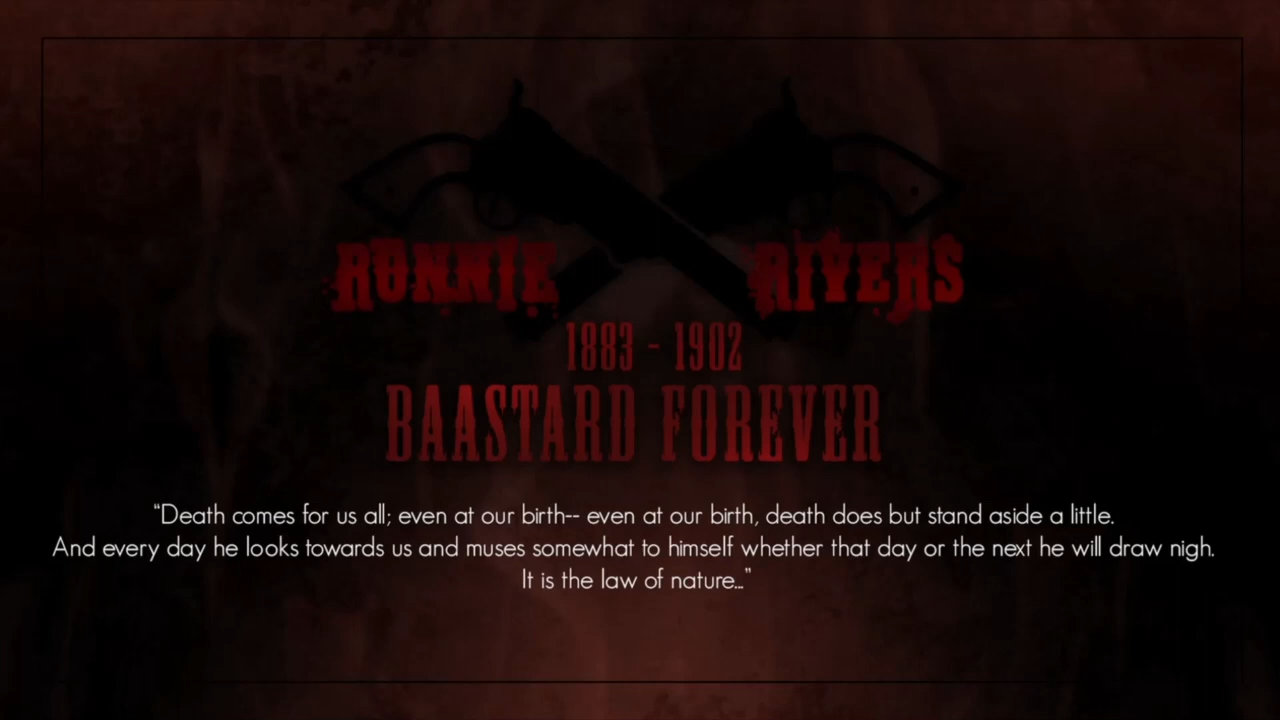 RONNIE RIVERS
1883 - 1902
BAASTARD FOREVER
“Death comes for us all; even at our birth-- even at our birth, death does but stand aside a little.
And every day he looks towards us and muses somewhat to himself whether that day or the next he will draw nigh.
It is the law of nature...”